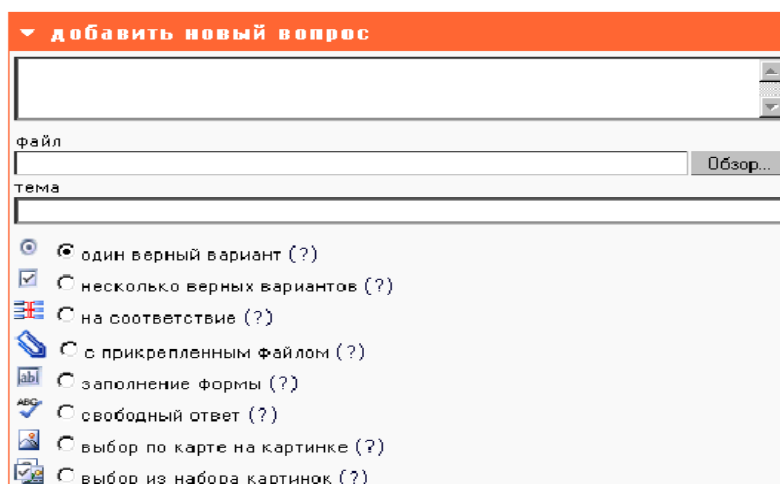 добавить новый вопрос
файл
Обзор...
тема
один верный вариант (?)
несколько верных вариантов (?)
на соответствие (?)
с прикрепленным файлом (?)
abl
заполнение формы (?)
ABC
свободный ответ (?)
выбор по карте на картинке (?)
выбор из набора картинок (?)